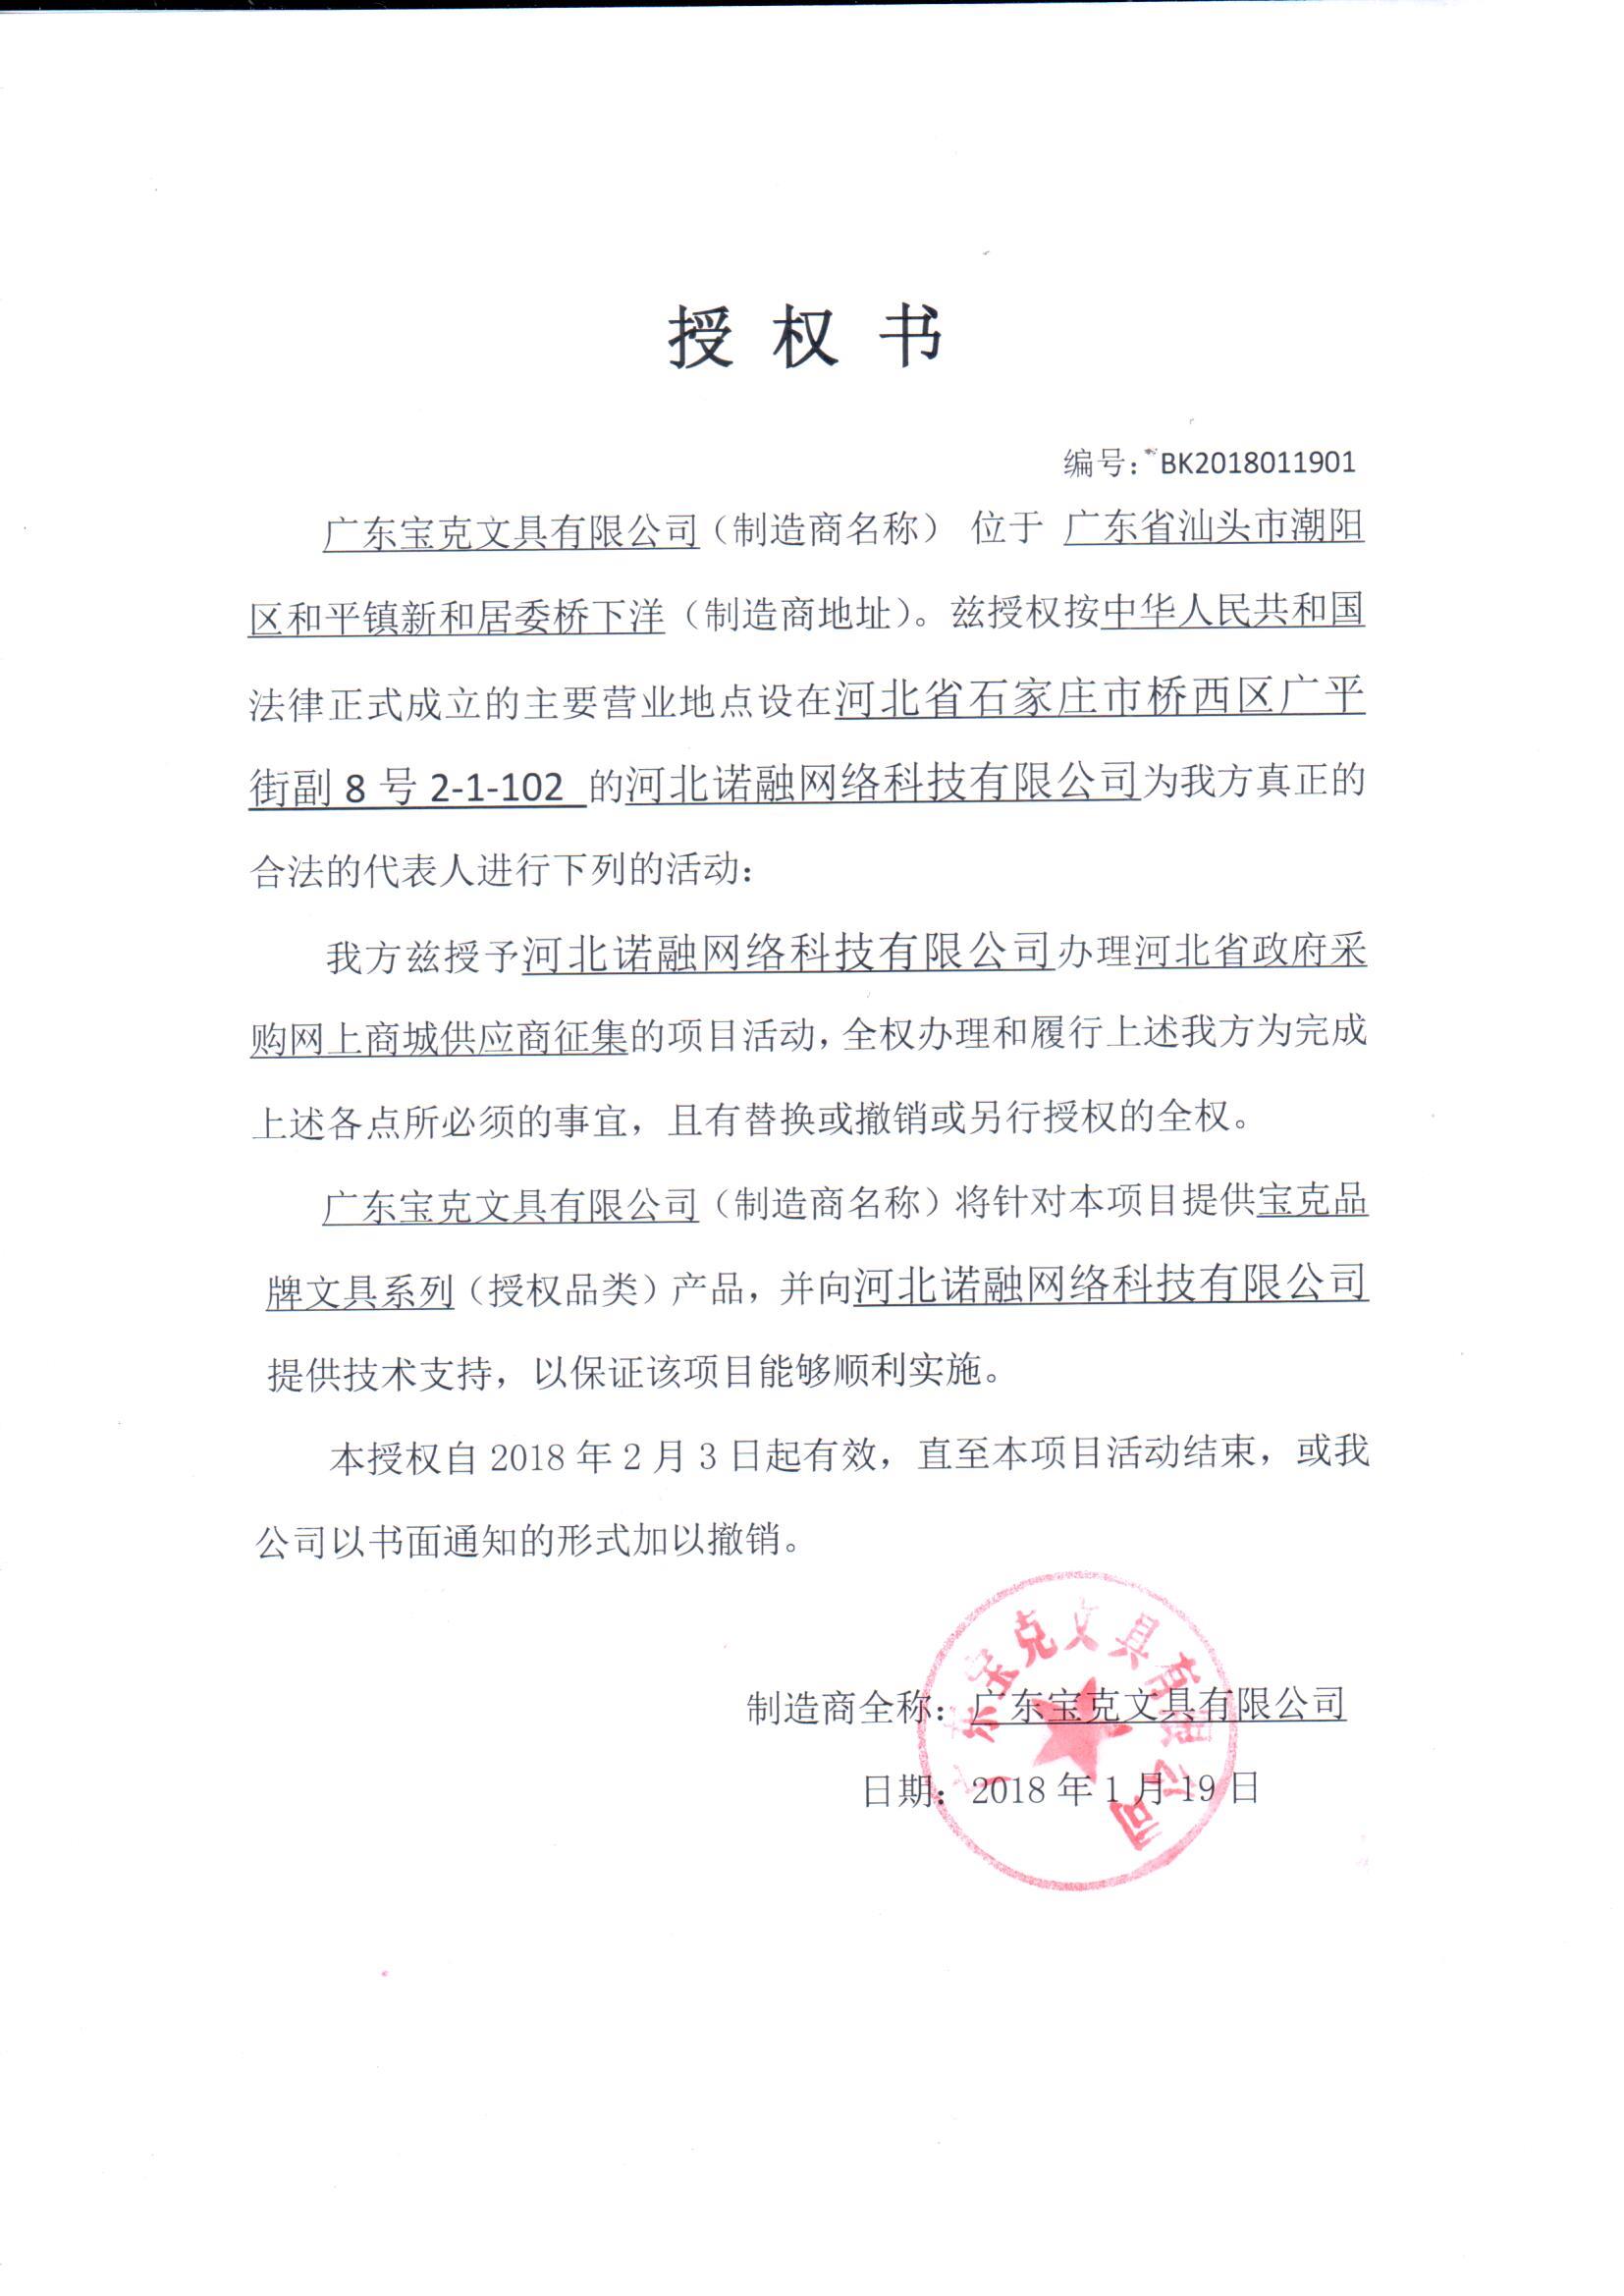 授 权 书
编号: BK2018011901
广东宝克文具有限公司（制造商名称） 位于 广东省汕头市潮阳
区和平镇新和居委桥下洋（制造商地址）。兹授权按中华人民共和国
法律正式成立的主要营业地点设在河北省石家庄市桥西区广平
街副 8 号 2-1-102 的河北诺融网络科技有限公司为我方真正的
合法的代表人进行下列的活动:
我方兹授予河北诺融网络科技有限公司办理河北省政府采
购网上商城供应商征集的项目活动, 全权办理和履行上述我方为完成
上述各点所必须的事宜，且有替换或撤销或另行授权的全权。
广东宝克文具有限公司（制造商名称）将针对本项目提供宝克品
牌文具系列（授权品类）产品，并向河北诺融网络科技有限公司
提供技术支持，以保证该项目能够顺利实施。
本授权自 2018 年 2 月 3 日起有效，直至本项目活动结束，或我
公司以书面通知的形式加以撤销。
制造商全称: 广东宝克文具有限公司
日期: 2018 年 1 月 19 日
广东宝克文具有限公司